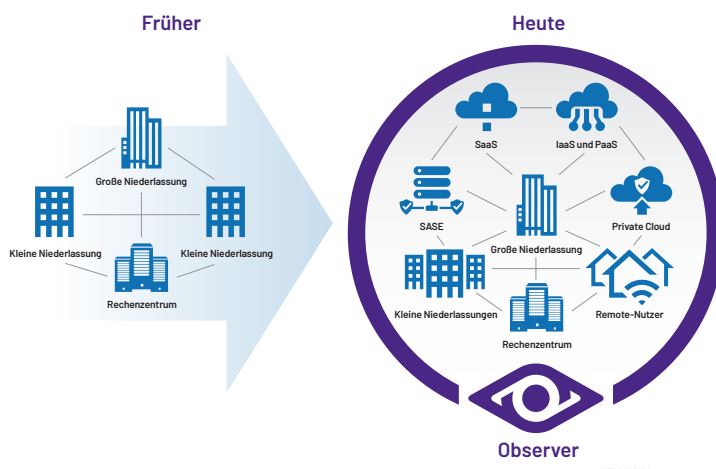 Früher
Heute
Große Niederlassung
Kleine Niederlassung
Kleine Niederlassung
Rechenzentrum
SaaS
IaaS und PaaS
SASE
Große Niederlassung
Private Cloud
Kleine Niederlassungen
Rechenzentrum
Remote-Nutzer
Observer